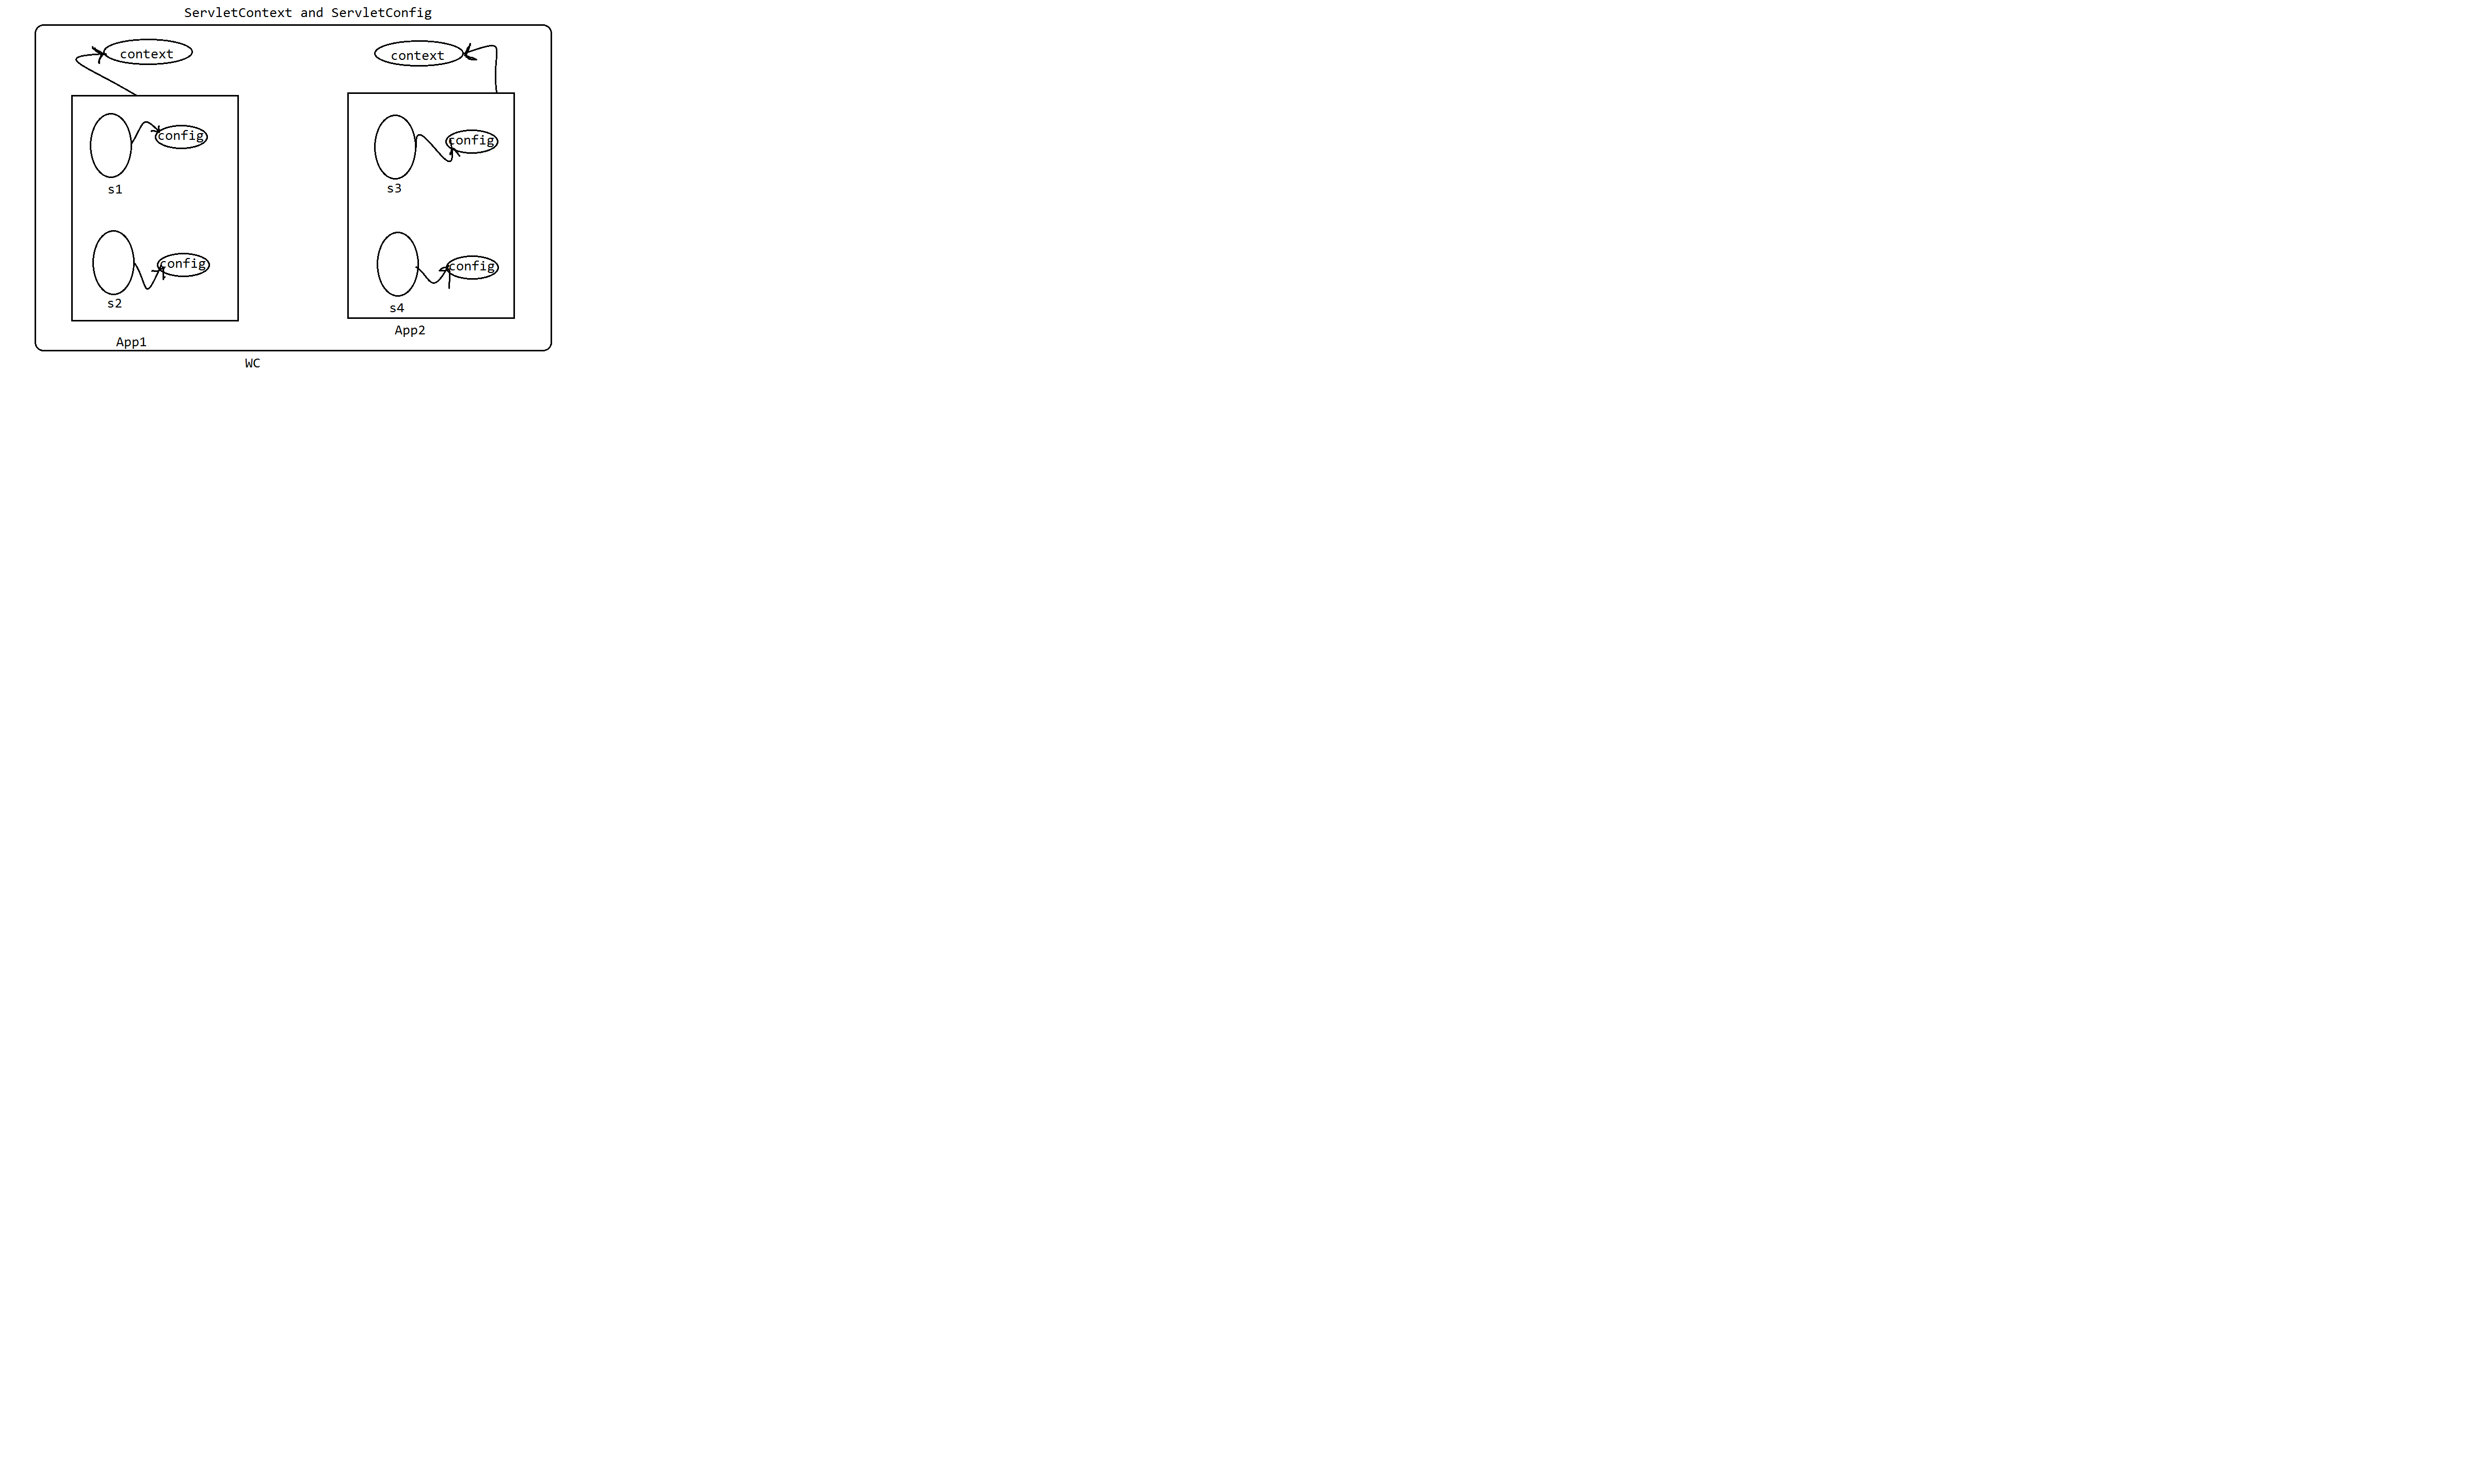 ServletContext and ServletConfig
context
context
config
s1
config
s2
App1
config
s3
config
s4
App2
WC